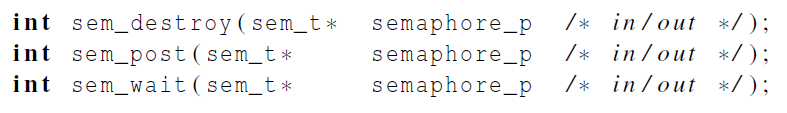 int sem_destroy(sem_t* semaphore_p /* in/out */);
int sem_post(sem_t* semaphore_p /* in/out */);
int sem_wait(sem_t* semaphore_p /* in/out */);